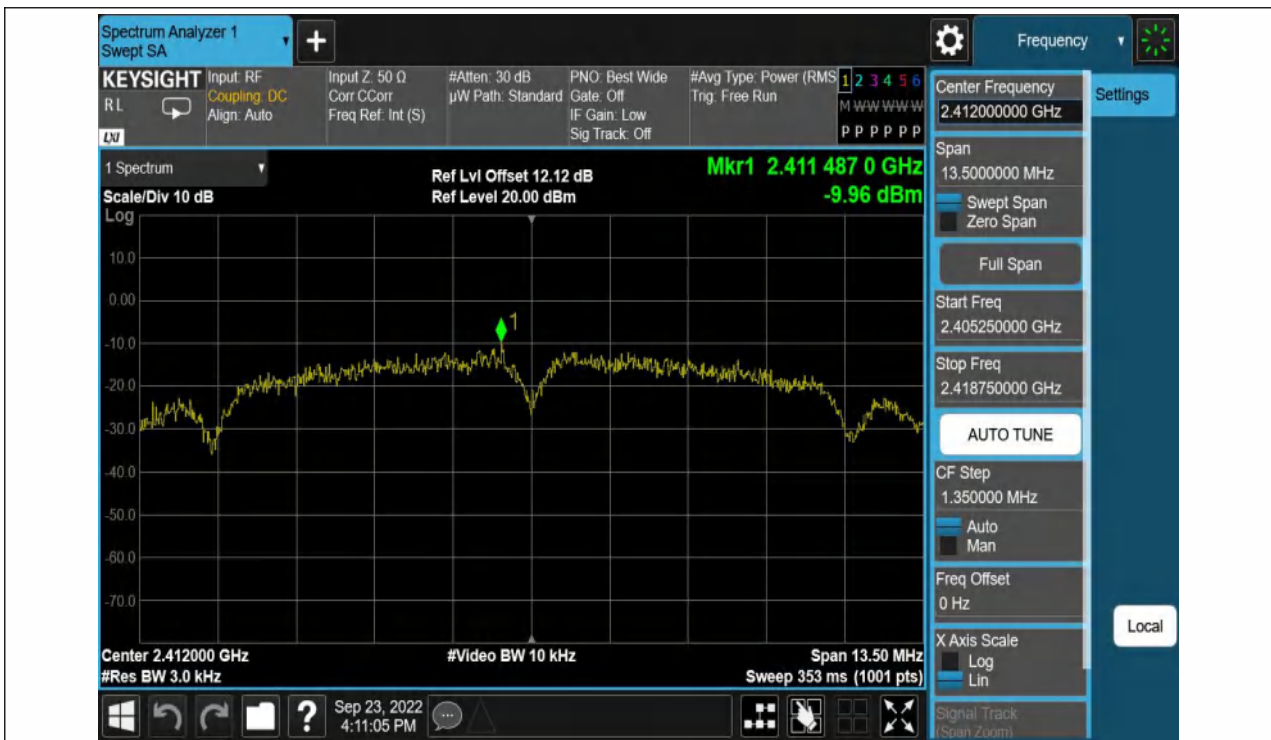 Spectrum Analyzer 1
Swept SA
+
Frequency
KEYSIGHT
RL
LXI
Input: RF
Coupling: DC
Align: Auto
Input Z: 50 Ω
Corr CCorr
Freq Ref: Int (S)
#Atten: 30 dB
µW Path: Standard
PNO: Best Wide
Gate: Off
IF Gain: Low
Sig Track: Off
#Avg Type: Power (RMS
Trig: Free Run
1 2 3 4 5 6
M W W W W W
P P P P P P
1 Spectrum
Scale/Div 10 dB
Log
Ref Lvl Offset 12.12 dB
Ref Level 20.00 dBm
Mkr1 2.411 487 0 GHz
-9.96 dBm
10.0
0.00
-10.0
-20.0
-30.0
-40.0
-50.0
-60.0
-70.0
1
Center 2.412000 GHz
#Res BW 3.0 kHz
#Video BW 10 kHz
Span 13.50 MHz
Sweep 353 ms (1001 pts)
Center Frequency
2.412000000 GHz
Settings
Span
13.5000000 MHz
Swept Span
Zero Span
Full Span
Start Freq
2.405250000 GHz
Stop Freq
2.418750000 GHz
AUTO TUNE
CF Step
1.350000 MHz
Auto
Man
Freq Offset
0 Hz
X Axis Scale
Log
Lin
Local
Signal Track
(Span Zoom)
?
Sep 23, 2022
4:11:05 PM